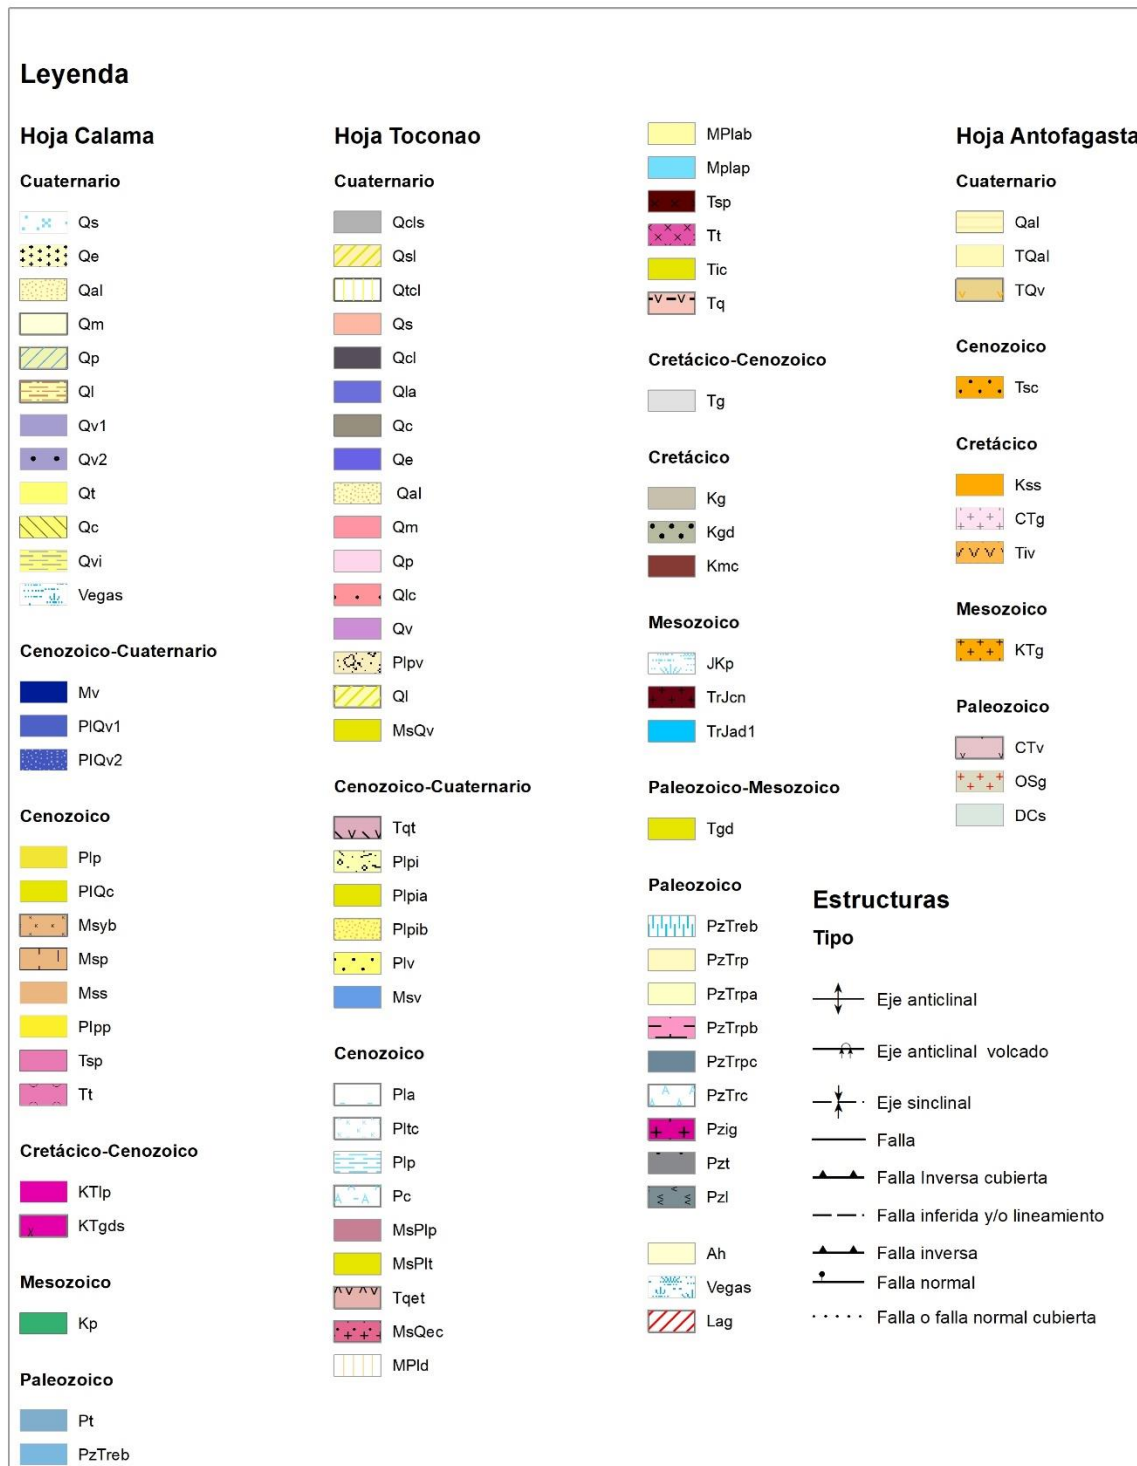 Leyenda
Hoja Calama
Cuaternario
Qs
Qe
Qal
Qm
Qp
Ql
Qv1
Qv2
Qt
Qc
Qvi
Vegas
Cenozoico-Cuaternario
Mv
PlQv1
PlQv2
Cenozoico
Plp
PlQc
Msyb
Msp
Mss
Plpp
Tsp
Tt
Cretácico-Cenozoico
KTlp
KTgds
Mesozoico
Kp
Paleozoico
Pt
PzTreb
Hoja Toconao
Cuaternario
Qcls
Qsl
Qtcl
Qs
Qcl
Qla
Qc
Qe
Qal
Qm
Qp
Qlc
Qv
Plpv
Ql
MsQv
Cenozoico-Cuaternario
Tqt
Plpi
Plpia
Plpib
Plv
Msv
Cenozoico
Pla
Pltc
Plp
Pc
MsPlp
MsPlt
Tqet
MsQec
MPld
MPlab
Mplap
Tsp
Tt
Tic
Tq
Cretácico-Cenozoico
Tg
Cretácico
Kg
Kgd
Kmc
Mesozoico
JKp
TrJcn
TrJad1
Paleozoico-Mesozoico
Tgd
Paleozoico
PzTreb
PzTrp
PzTrpa
PzTrpb
PzTrpc
PzTrc
Pzig
Pzt
Pzl
Ah
Vegas
Lag
Hoja Antofagasta
Cuaternario
Qal
TQal
TQv
Cenozoico
Tsc
Cretácico
Kss
CTg
Tiv
Mesozoico
KTg
Paleozoico
CTv
OSg
DCs
Estructuras
Tipo
Eje anticlinal
Eje anticlinal volcado
Eje sinclinal
Falla
Falla Inversa cubierta
Falla inferida y/o lineamiento
Falla inversa
Falla normal
Falla o falla normal cubierta